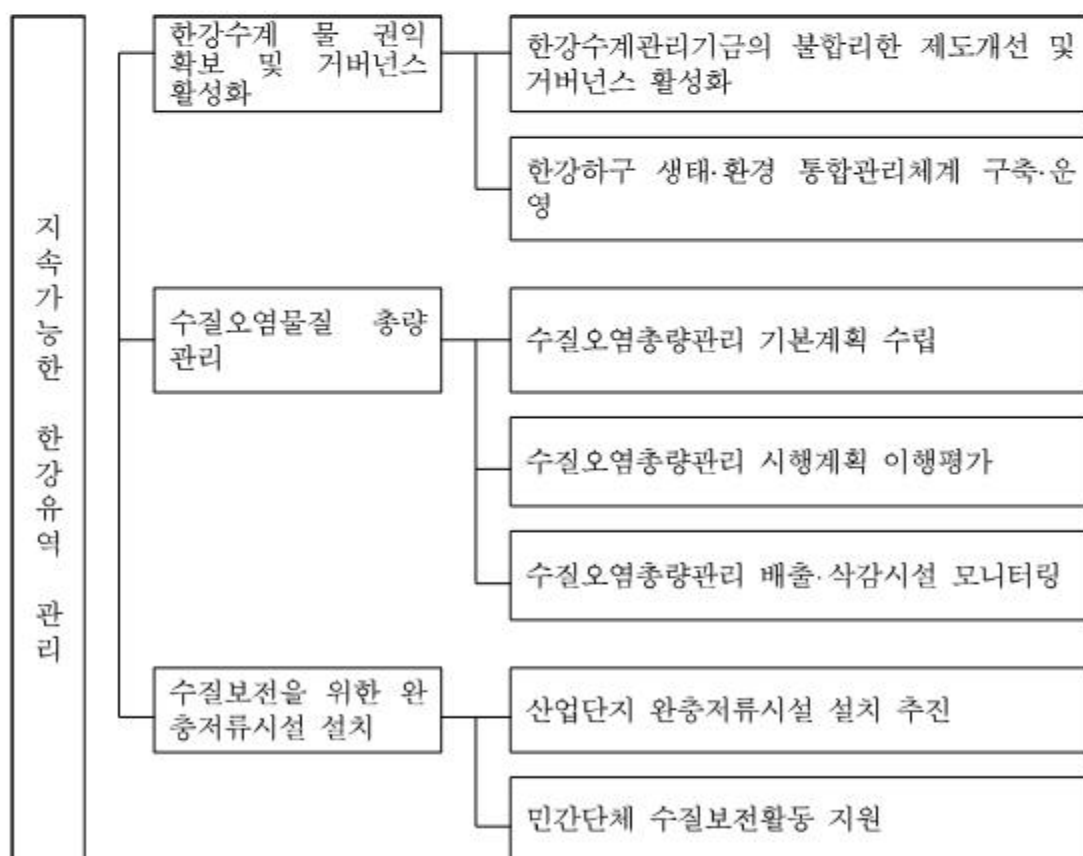 지속가능한 한강유역 관리
한강수계 물 권익
확보 및 거버넌스
활성화
한강수계관리기금의 불합리한 제도개선 및
거버넌스 활성화
한강하구 생태·환경 통합관리체계 구축·운
영
수질오염물질 총량
관리
수질오염총량관리 기본계획 수립
수질오염총량관리 시행계획 이행평가
수질오염총량관리 배출·삭감시설 모니터링
수질보전을 위한 완
충저류시설 설치
산업단지 완충저류시설 설치 추진
민간단체 수질보전활동 지원